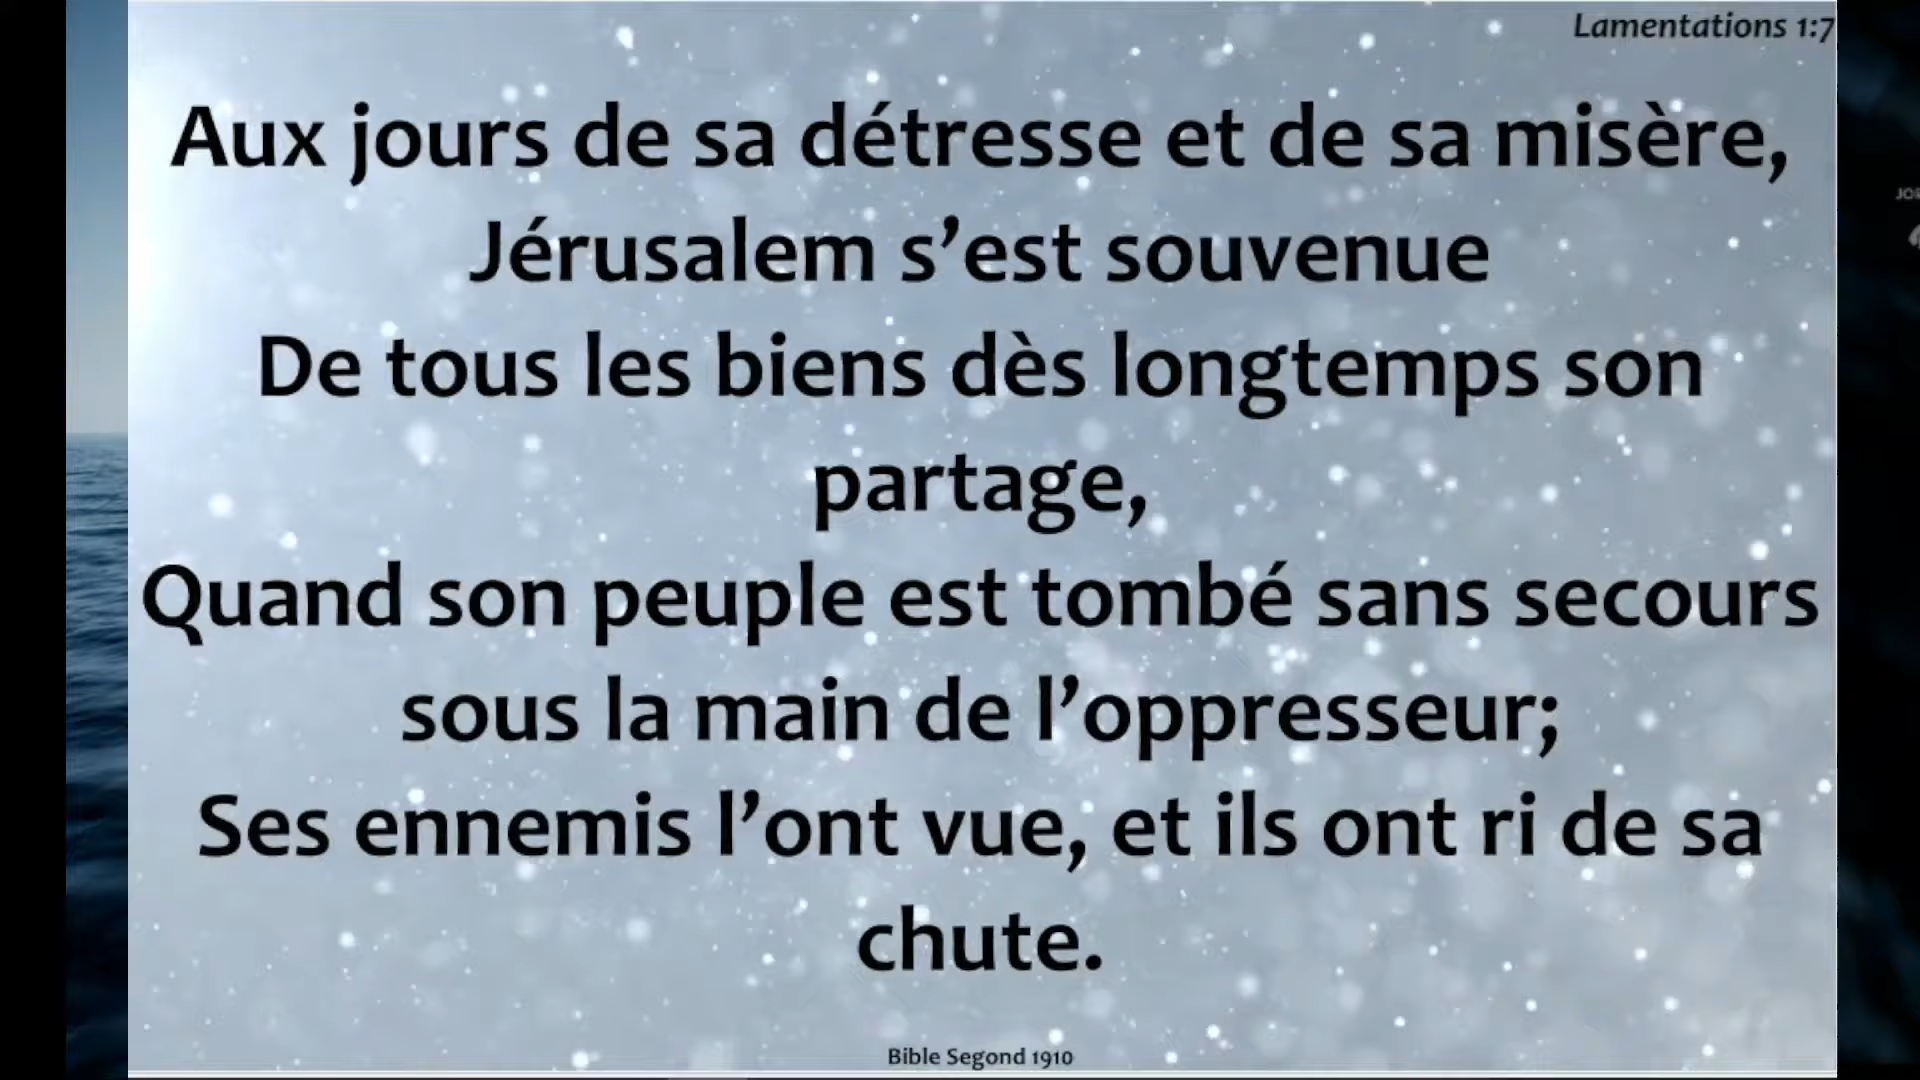 Lamentations 1:7
Aux jours de sa détresse et de sa misère,
Jérusalem s’est souvenue
De tous les biens dès longtemps son
partage,
Quand son peuple est tombé sans secours
sous la main de l’oppresseur;
Ses ennemis l’ont vue, et ils ont ri de sa
chute.
Bible Segond 1910